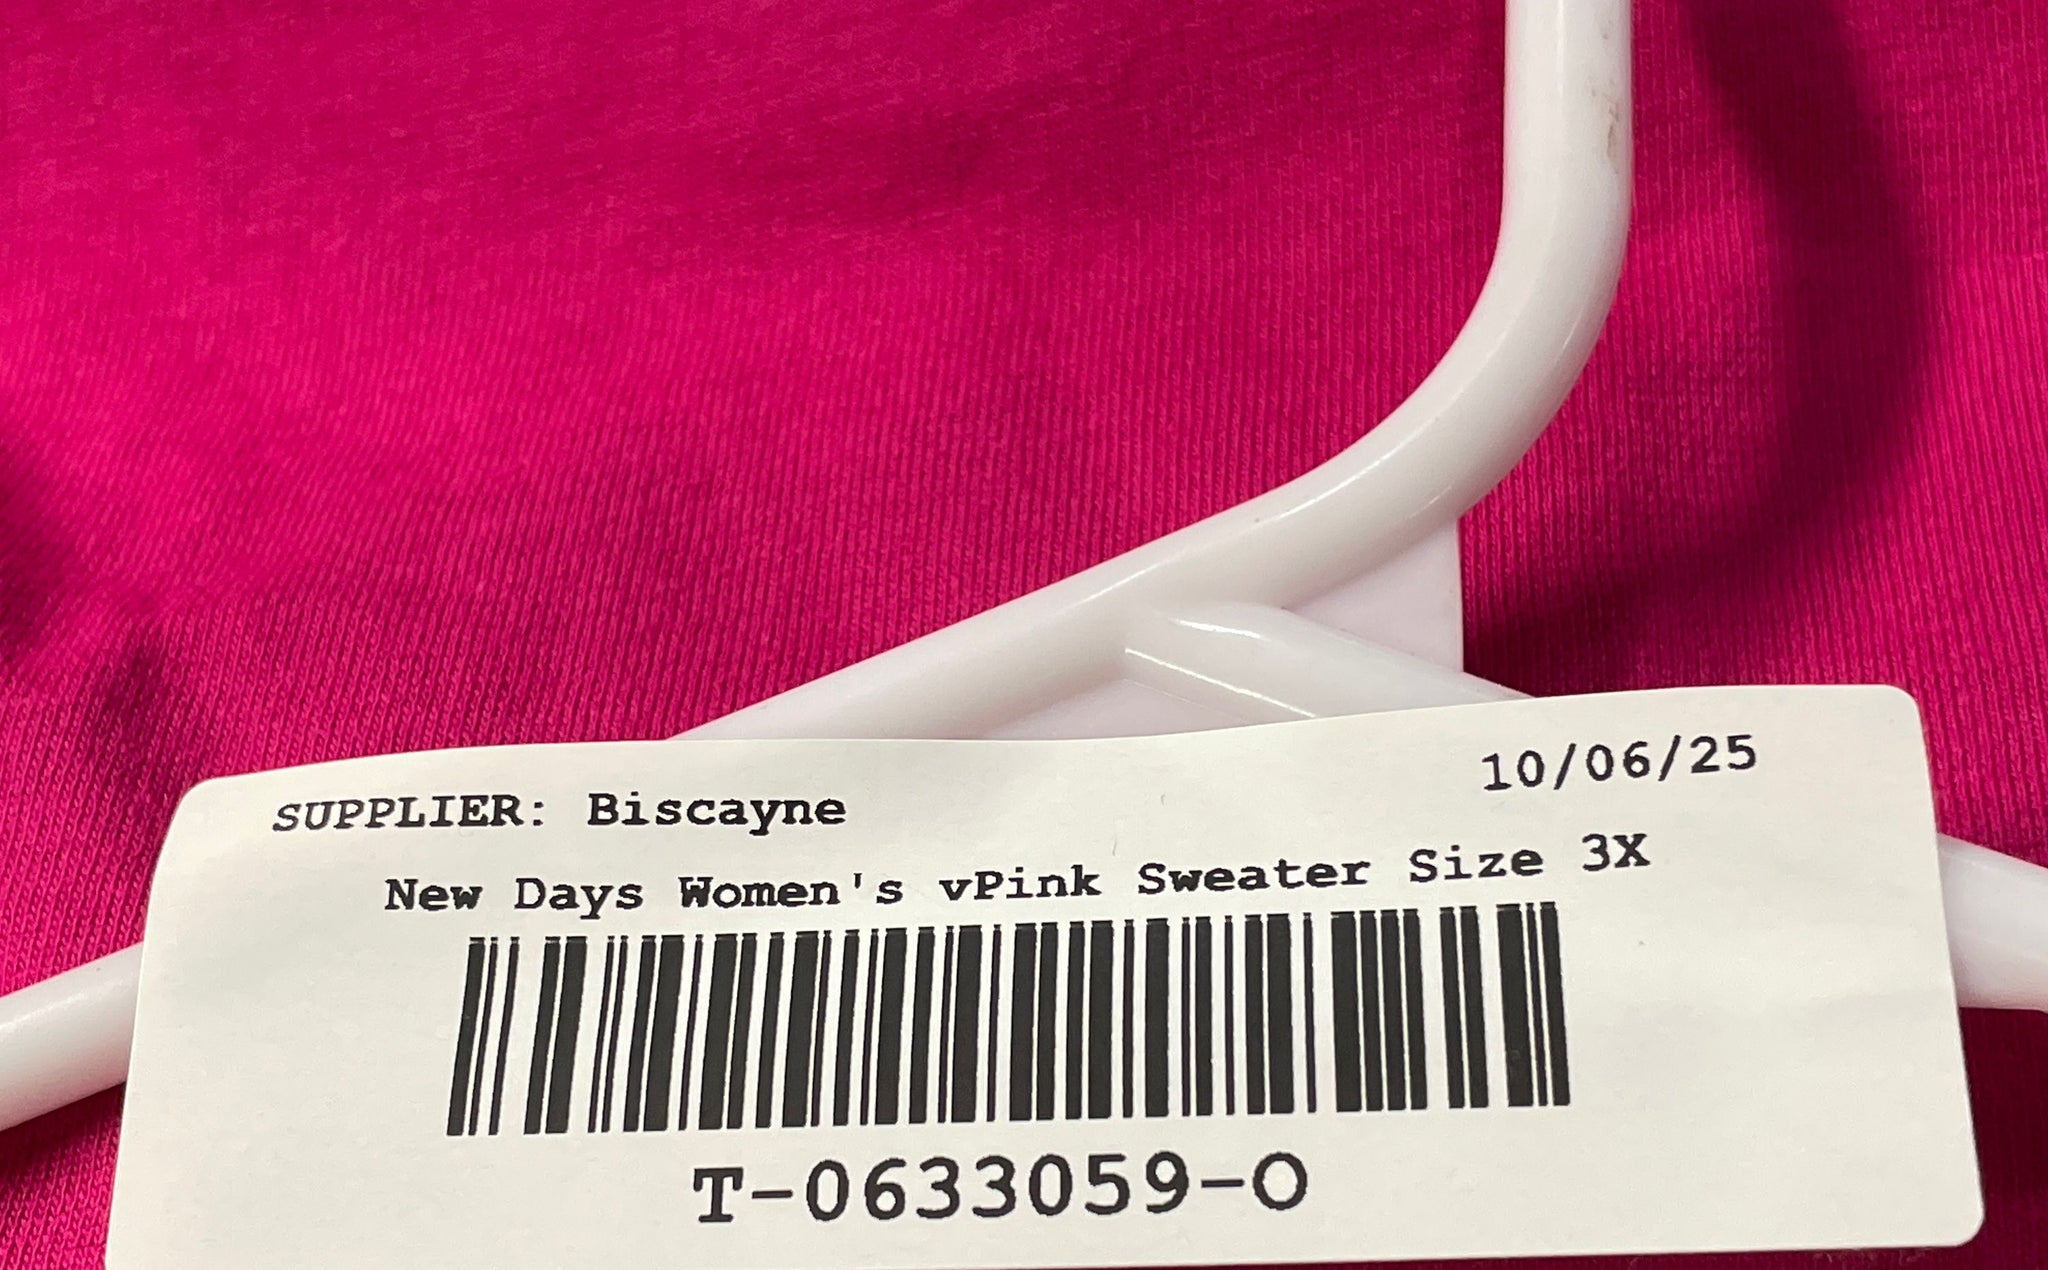 10/06/25
SUPPLIER: Biscayne
New Days Women's vPink Sweater Size 3X
T-0633059-O